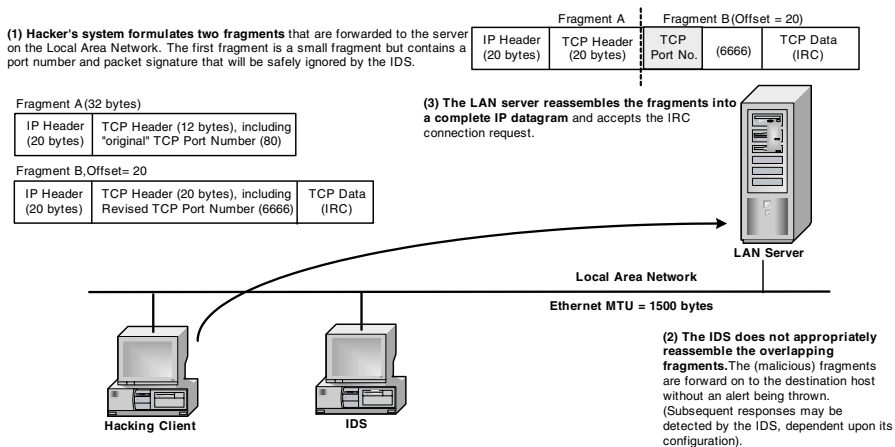 (1) Hacker's system formulates two fragments that are forwarded to the server
on the Local Area Network. The first fragment is a small fragment but contains a
port number and packet signature that will be safely ignored by the IDS.
Fragment A
Fragment B(Offset = 20)
IP Header
(20 bytes)
TCP Header
(20 bytes)
TCP
Port No.
(6666)
TCP Data
(IRC)
Fragment A (32 bytes)
IP Header
(20 bytes)
TCP Header (12 bytes), including
"original" TCP Port Number (80)
Fragment B,Offset= 20
IP Header
(20 bytes)
TCP Header (20 bytes), including
Revised TCP Port Number (6666)
TCP Data
(IRC)
(3) The LAN server reassembles the fragments into
a complete IP datagram and accepts the IRC
connection request.
LAN Server
Local Area Network
Ethernet MTU = 1500 bytes
Hacking Client
IDS
(2) The IDS does not appropriately
reassemble the overlapping
fragments.The (malicious) fragments
are forward on to the destination host
without an alert being thrown.
(Subsequent responses may be
detected by the IDS, dependent upon its
configuration).